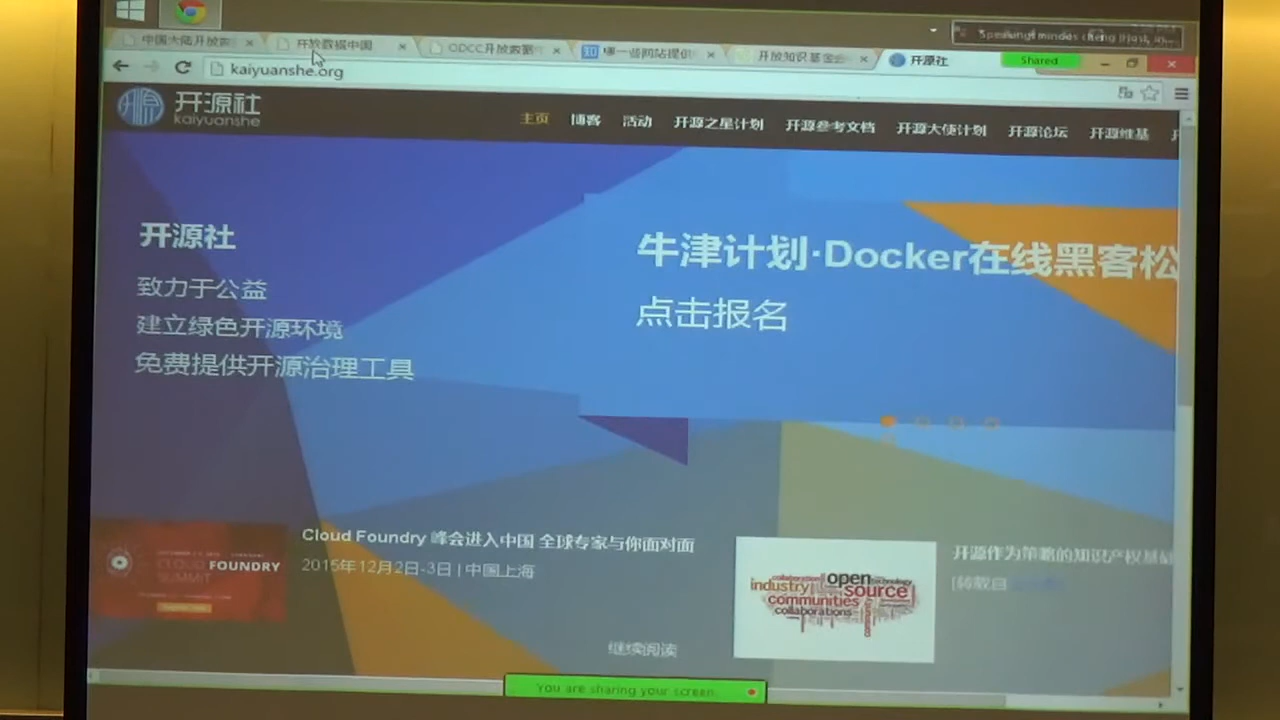 中国大陆开放数据
开放数据中国
ODCC开放数据
哪一些网站提供
开放知识基金会
开源社
Shared
Speaking:
kaiyuanshe.org
开源社
kaiyuanshe
主页
博客
活动
开源之星计划
开源参考文档
开源大使计划
开源论坛
开源维基
开源社
致力于公益
建立绿色开源环境
免费提供开源治理工具
牛津计划·Docker在线黑客松
点击报名
CLOUD FOUNDRY
SUMMIT
Cloud Foundry 峰会进入中国 全球专家与你面对面
2015年12月2日-3日 | 中国上海
继续阅读
open
industry
source
communities
collaborations
开源作为策略的知识产权基础
[转载自
You are sharing your screen.